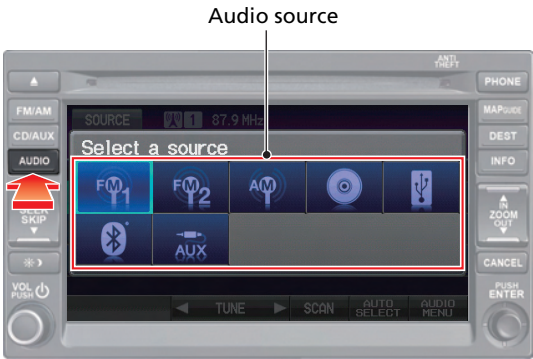 Audio source
ANTI
THEFT
PHONE
FM/AM
MAPGUIDE
SOURCE
1 87.9 MHz
CD/AUX
DEST
Select a source
AUDIO
INFO
FM1
FM2
AM
SEEK
SKIP
IN
ZOOM
OUT
AUX
CANCEL
VOL
PUSH
PUSH
ENTER
TUNE
SCAN
AUTO
SELECT
AUDIO
MENU